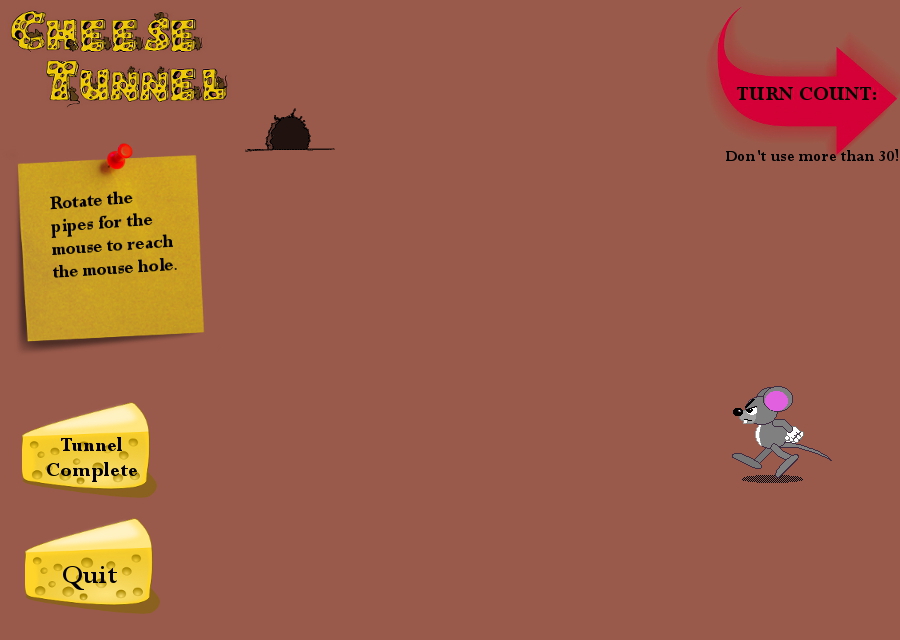 Cheese
Tunnel
TURN COUNT:
Don't use more than 30!
Rotate the
pipes for the
mouse to reach
the mouse hole.
Tunnel
Complete
Quit